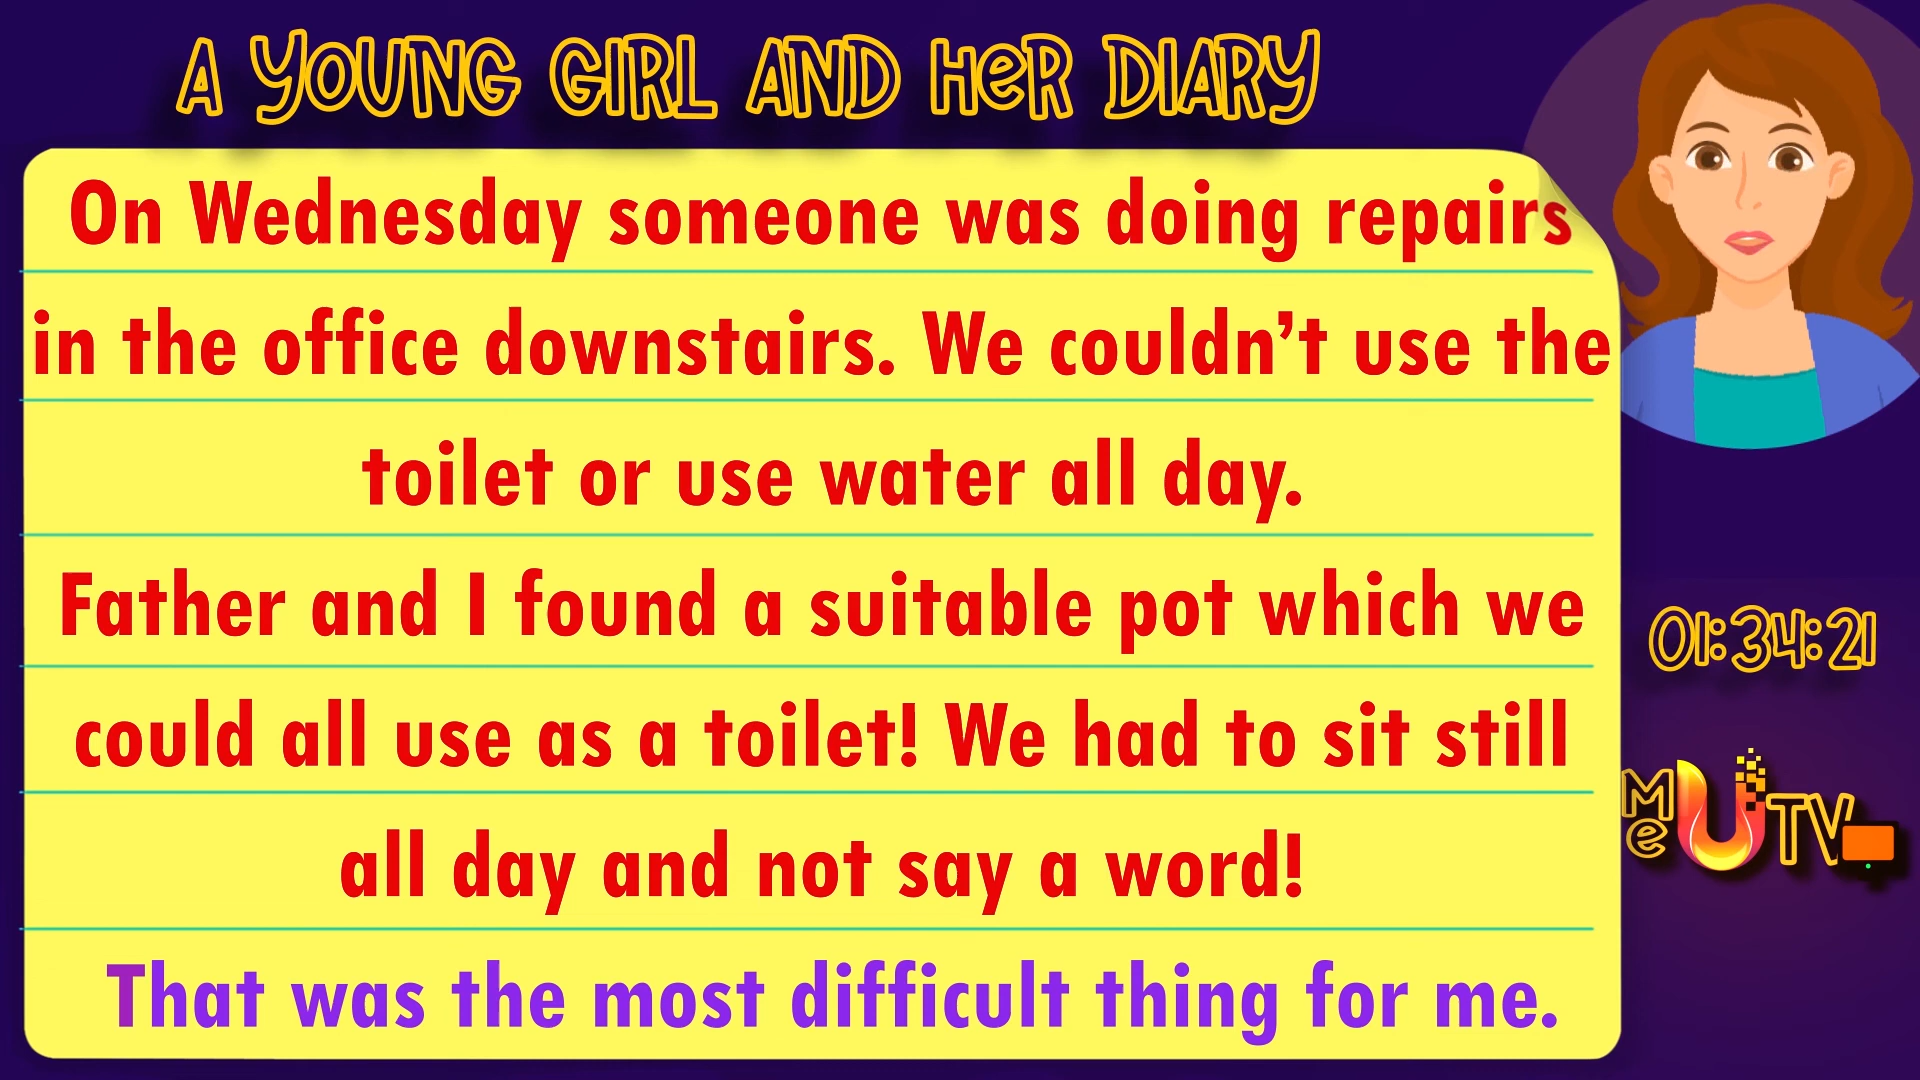 A YOUNG GIRL AND HER DIARY
On Wednesday someone was doing repairs
in the office downstairs. We couldn’t use the
toilet or use water all day.
Father and I found a suitable pot which we
could all use as a toilet! We had to sit still
all day and not say a word!
That was the most difficult thing for me.
01:34:21
Me U TV